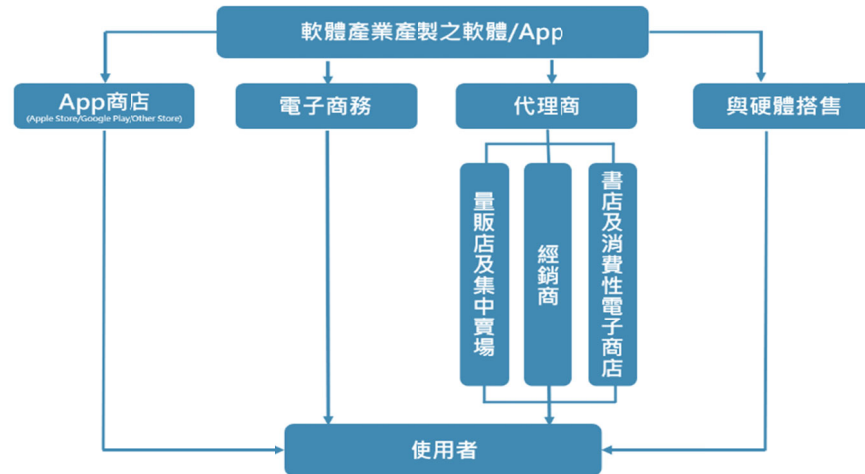 軟體產業產製之軟體/App
App商店
(Apple Store/Google Play/Other Store)
電子商務
代理商
與硬體搭售
量販店及集中賣場
經銷商
書店及消費性電子商店
使用者